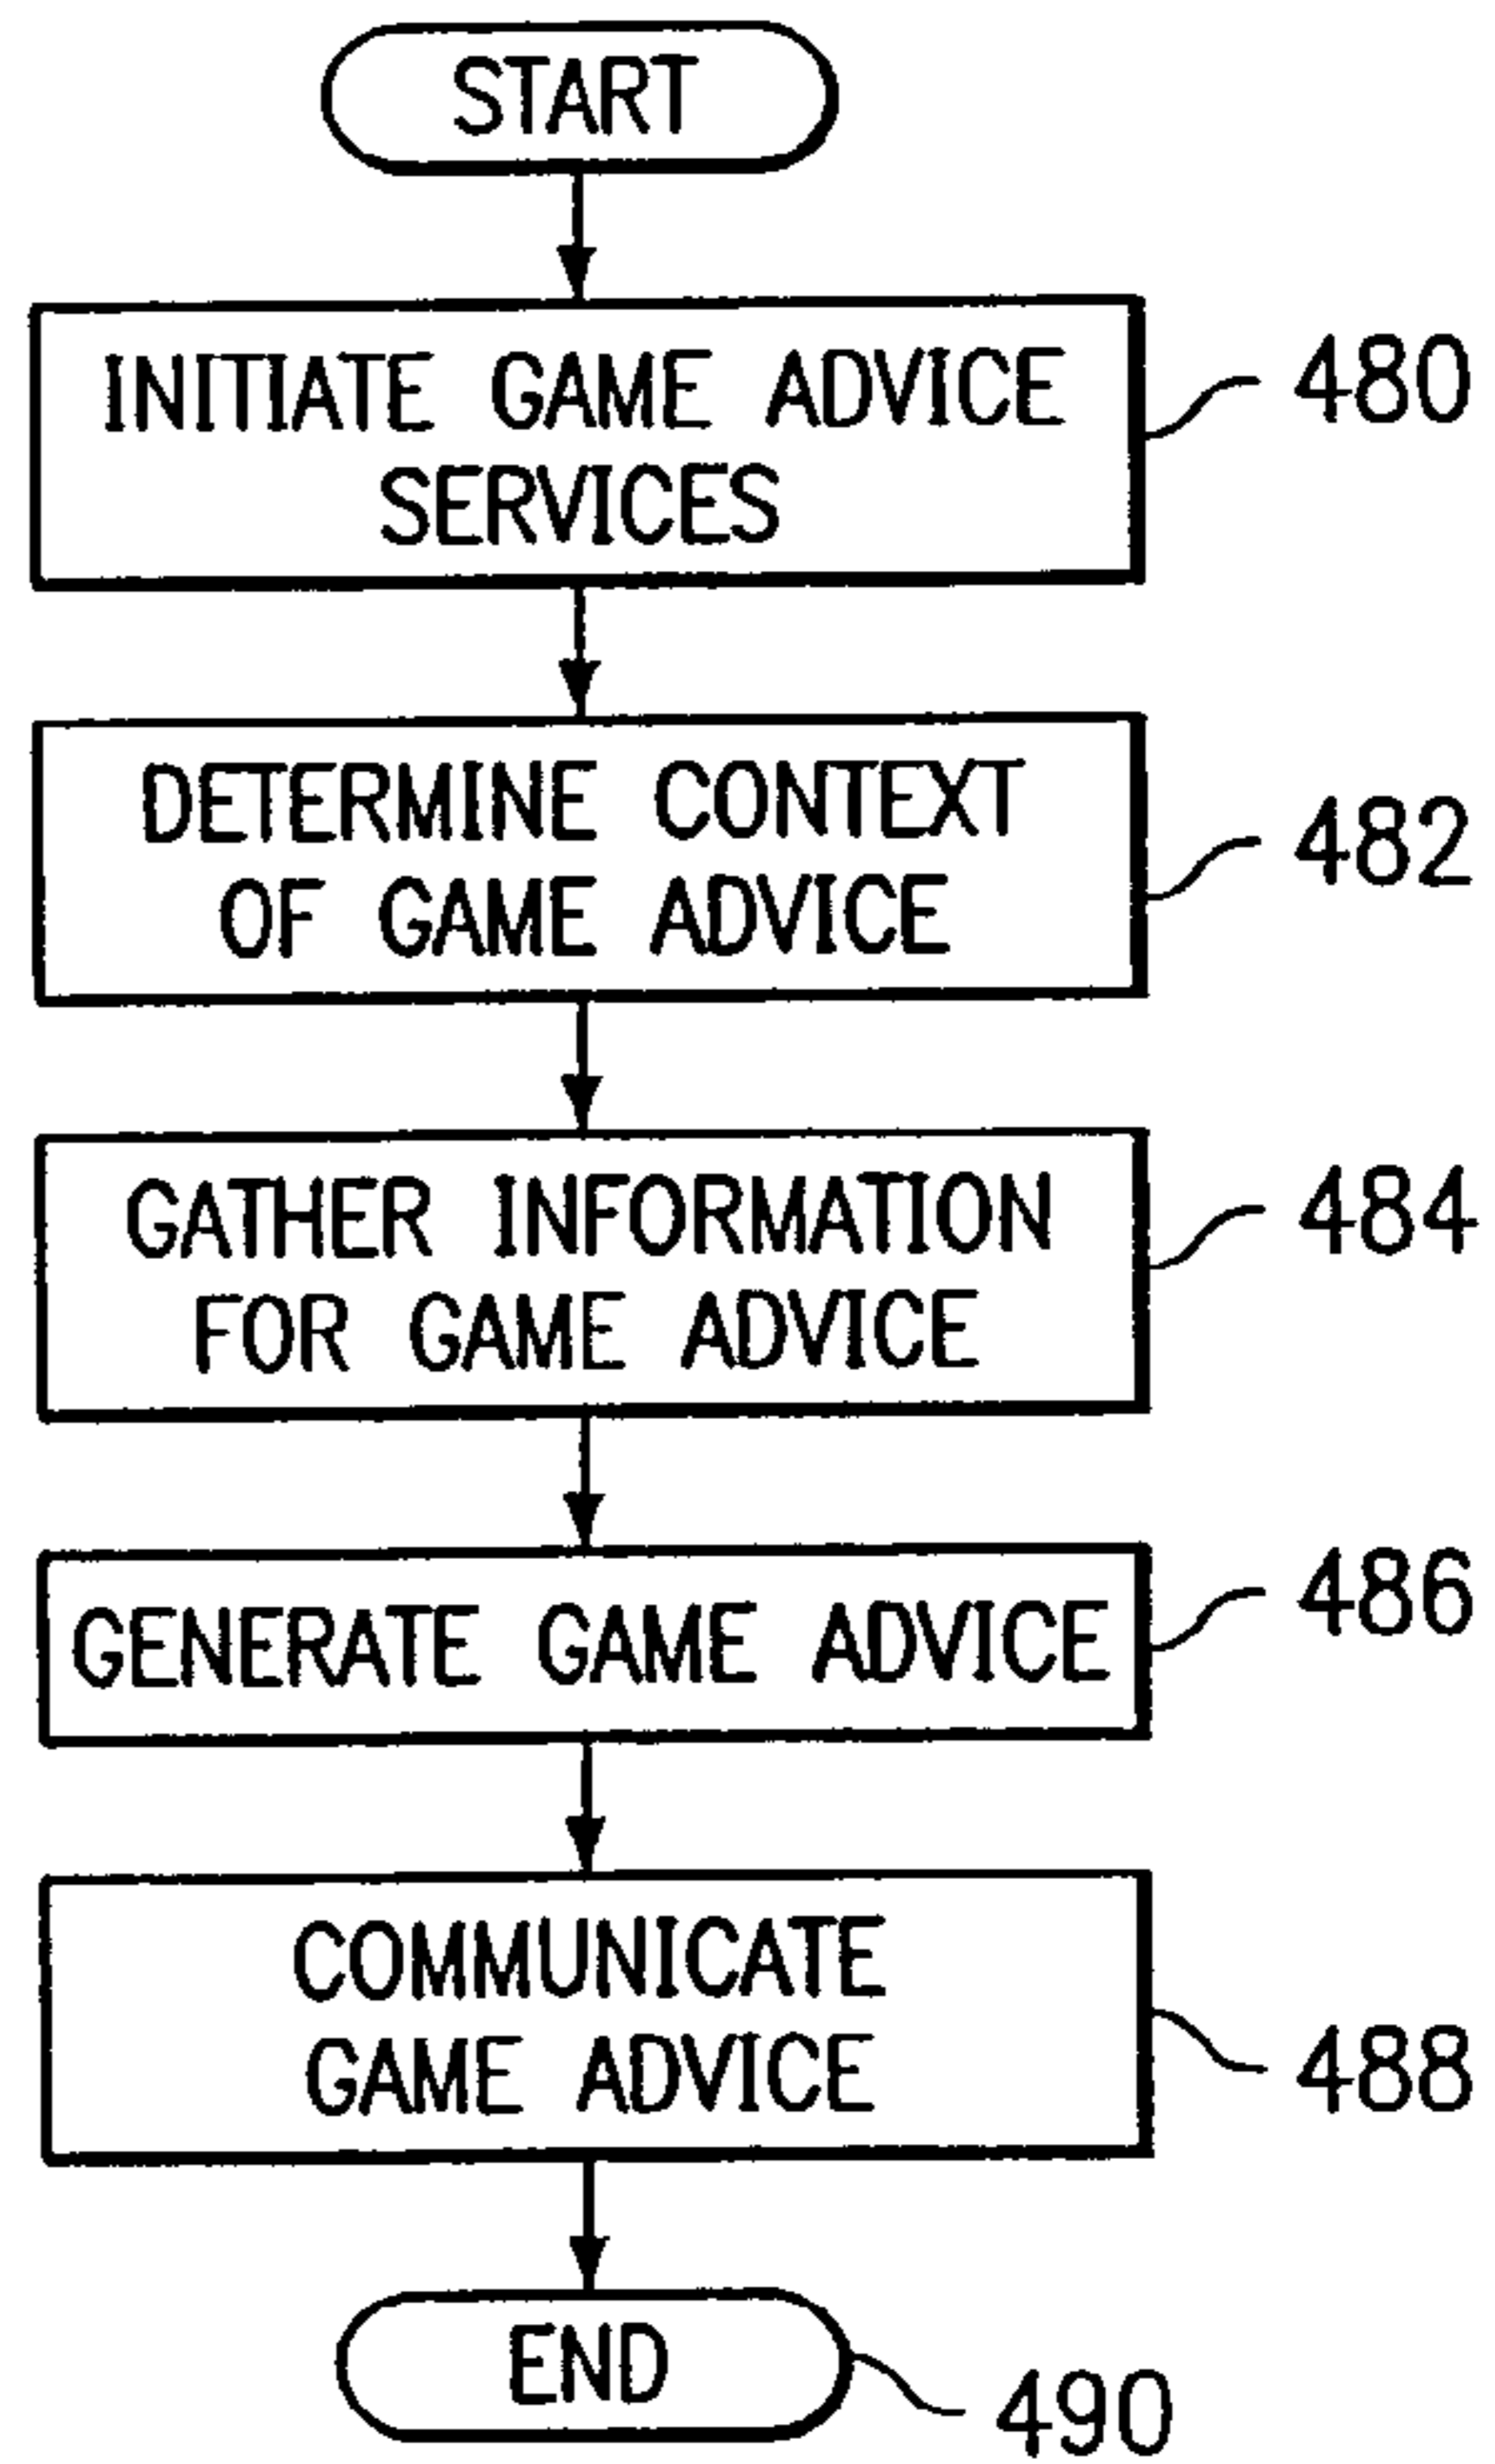 START
INITIATE GAME ADVICE
SERVICES
480
DETERMINE CONTEXT
OF GAME ADVICE
482
GATHER INFORMATION
FOR GAME ADVICE
484
GENERATE GAME ADVICE
486
COMMUNICATE
GAME ADVICE
488
END
490